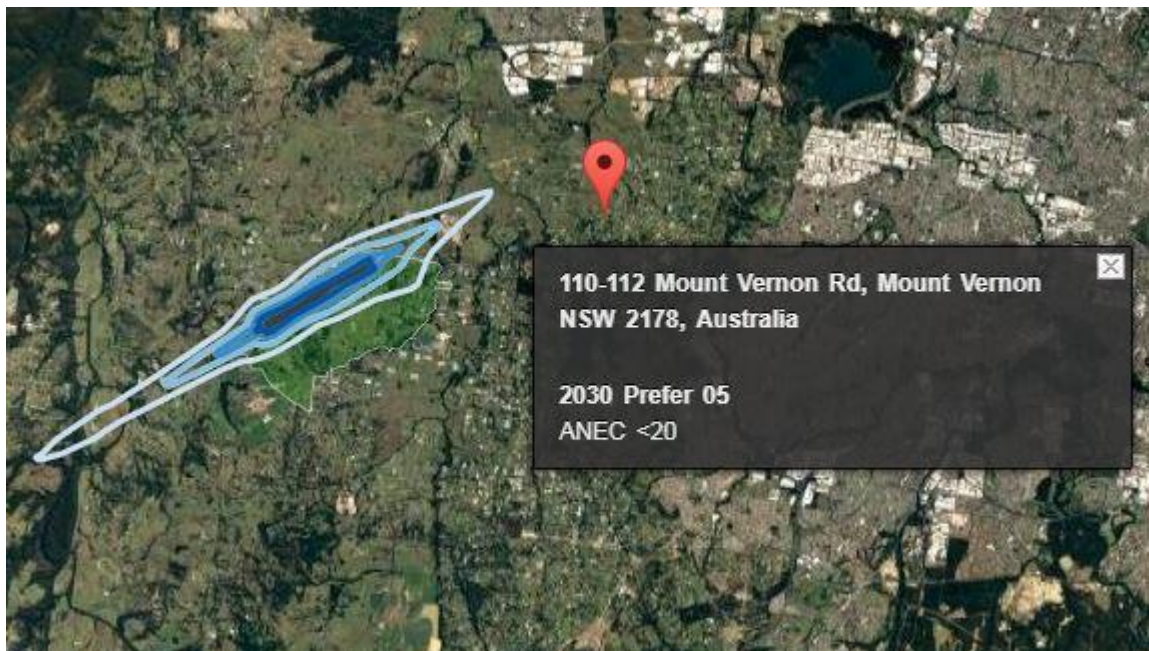 110-112 Mount Vernon Rd, Mount Vernon
NSW 2178, Australia
2030 Prefer 05
ANEC <20